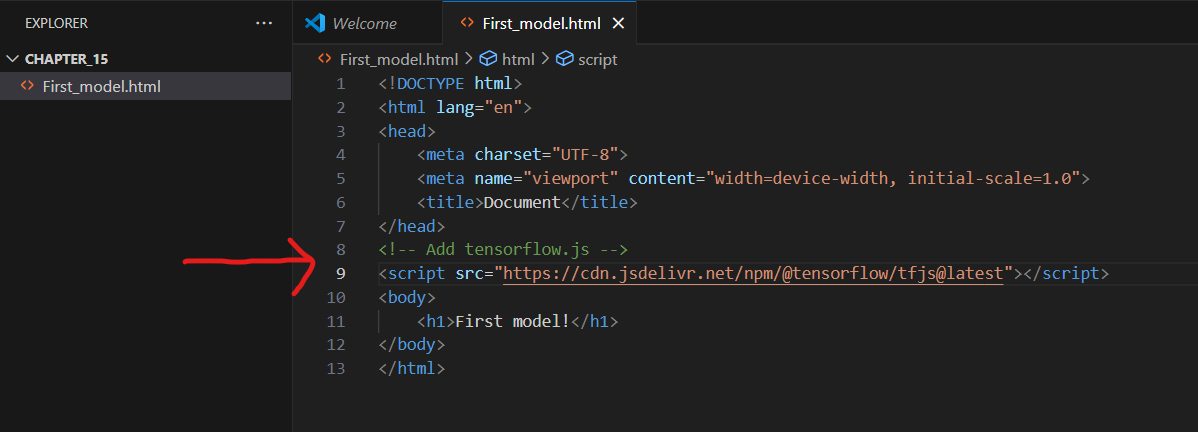 EXPLORER ...
CHAPTER_15
<> First_model.html
Welcome
<> First_model.html ×
<> First_model.html > html > script
1 <!DOCTYPE html>
2 <html lang="en">
3 <head>
4     <meta charset="UTF-8">
5     <meta name="viewport" content="width=device-width, initial-scale=1.0">
6     <title>Document</title>
7 </head>
8 <!-- Add tensorflow.js -->
9 <script src="https://cdn.jsdelivr.net/npm/@tensorflow/tfjs@latest"></script>
10 <body>
11     <h1>First model!</h1>
12 </body>
13 </html>